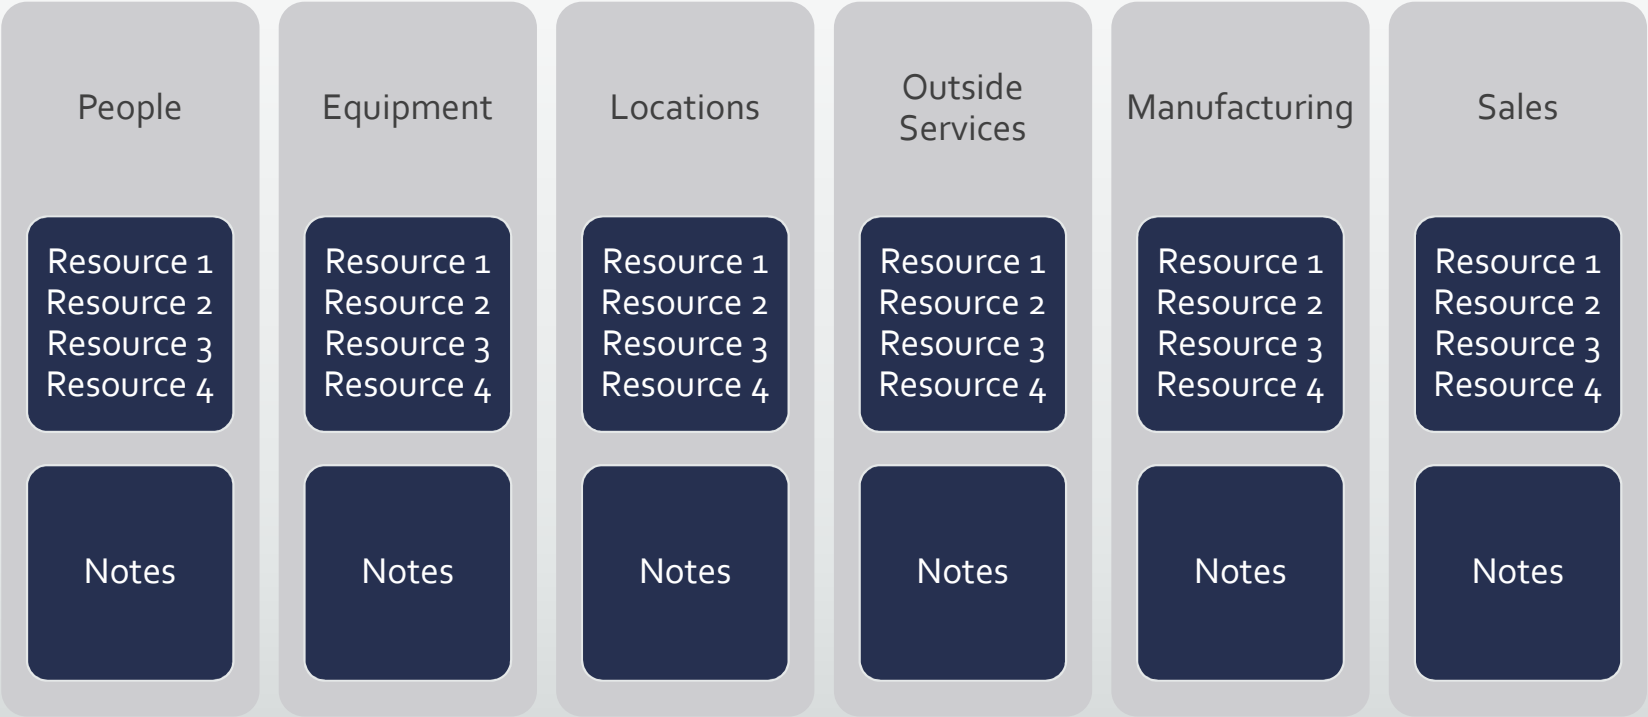 People
Resource 1
Resource 2
Resource 3
Resource 4
Notes
Equipment
Resource 1
Resource 2
Resource 3
Resource 4
Notes
Locations
Resource 1
Resource 2
Resource 3
Resource 4
Notes
Outside
Services
Resource 1
Resource 2
Resource 3
Resource 4
Notes
Manufacturing
Resource 1
Resource 2
Resource 3
Resource 4
Notes
Sales
Resource 1
Resource 2
Resource 3
Resource 4
Notes